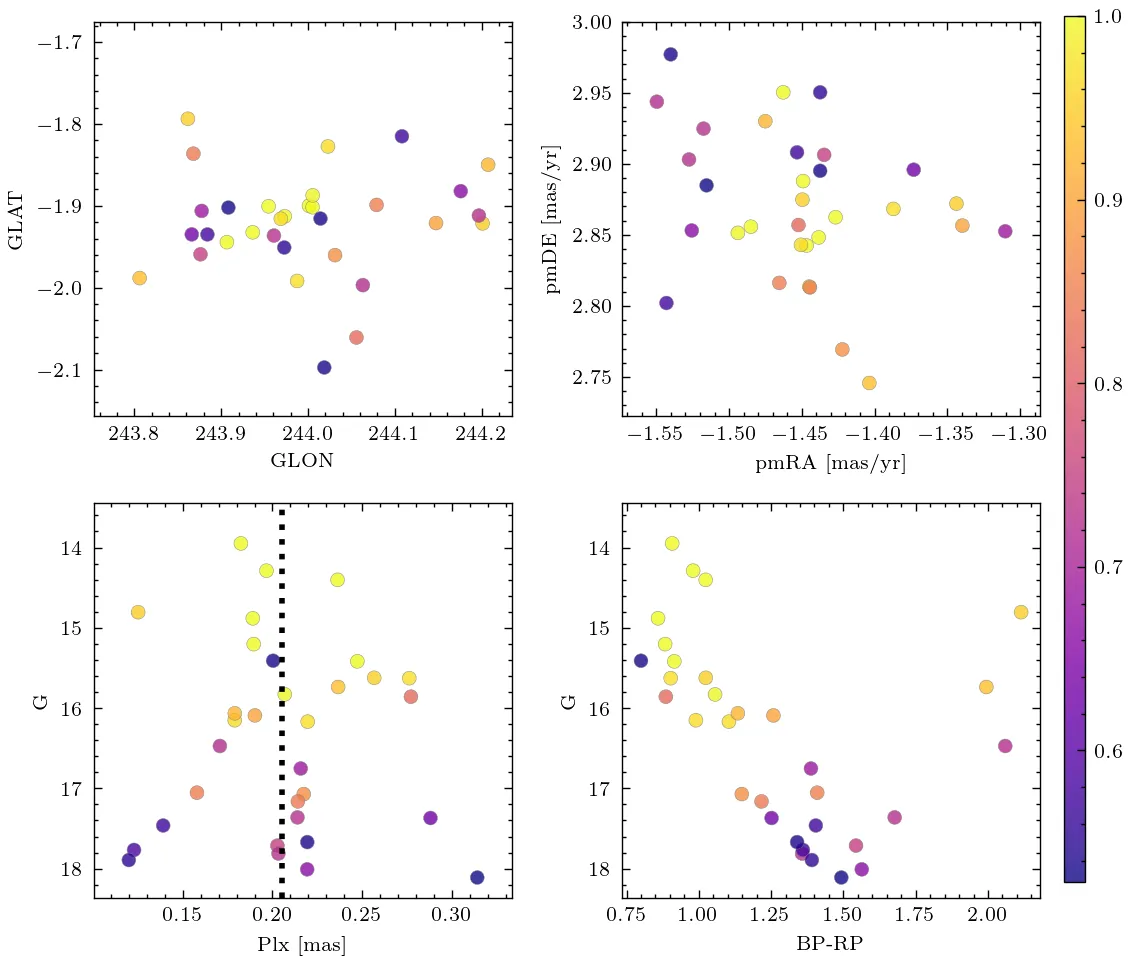 −1.7
−1.8
−1.9
−2.0
−2.1
GLAT
243.8 243.9 244.0 244.1 244.2
GLON
3.00
2.95
2.90
2.85
2.80
2.75
pmDE [mas/yr]
−1.55 −1.50 −1.45 −1.40 −1.35 −1.30
pmRA [mas/yr]
14
15
16
17
18
G
0.15 0.20 0.25 0.30
Plx [mas]
14
15
16
17
18
G
0.75 1.00 1.25 1.50 1.75 2.00
BP-RP
1.0
0.9
0.8
0.7
0.6